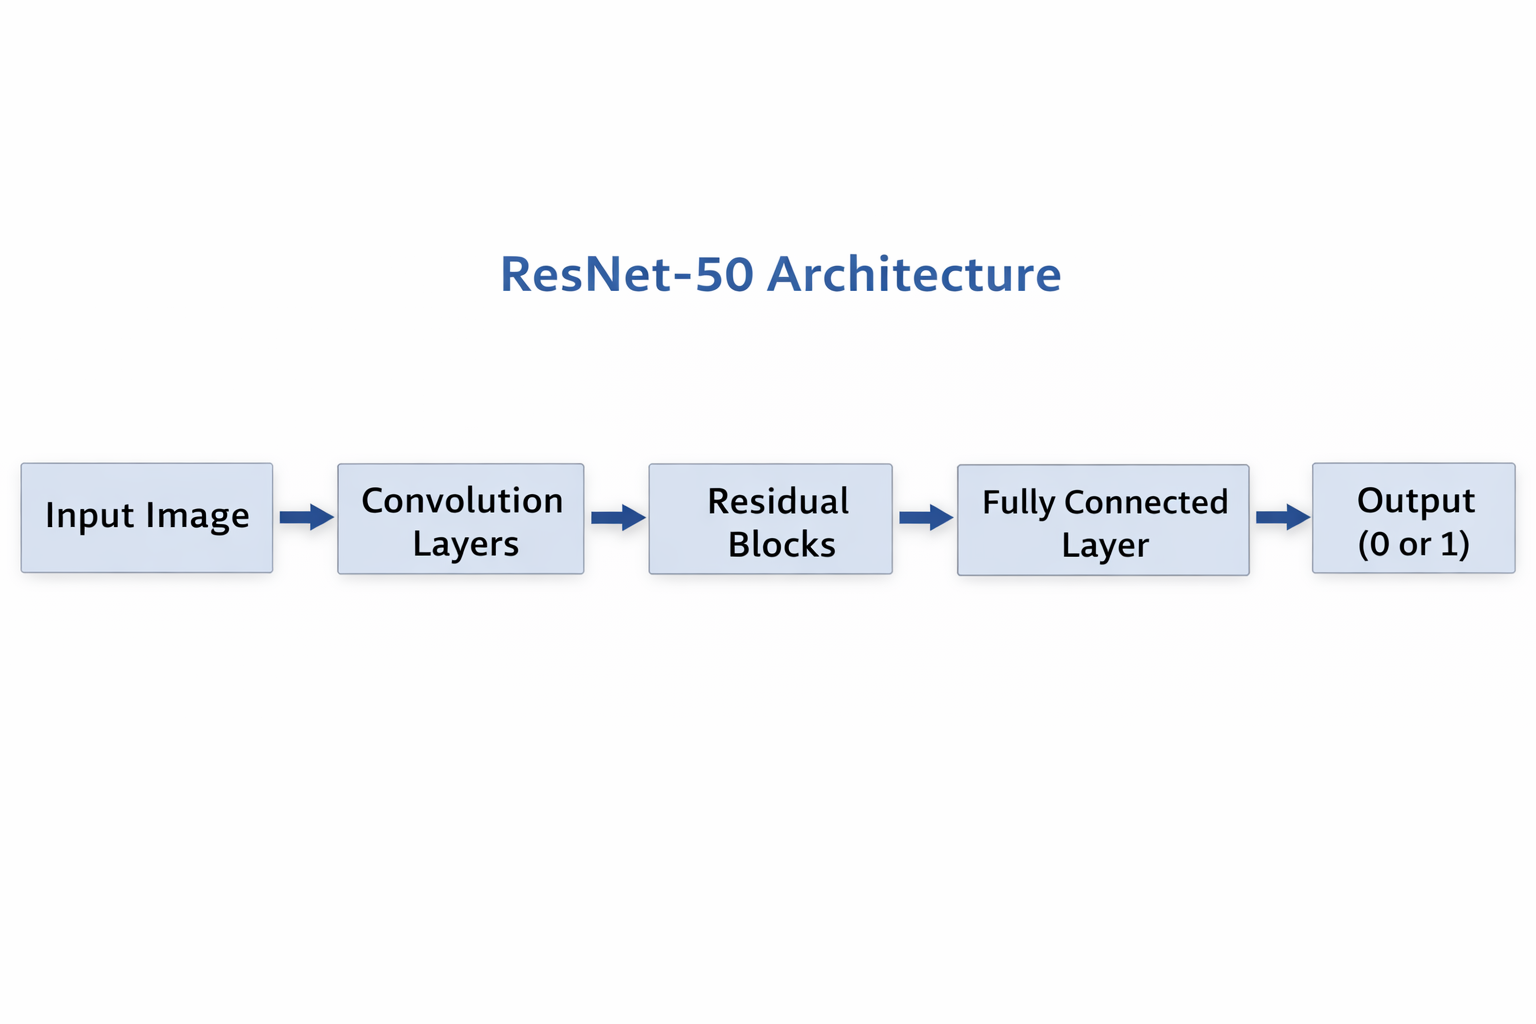 ResNet-50 Architecture
Input Image
Convolution
Layers
Residual
Blocks
Fully Connected
Layer
Output
(0 or 1)